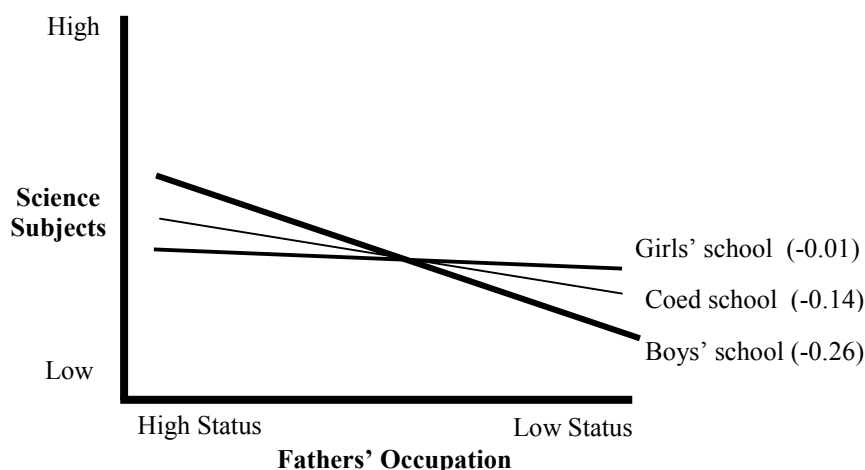 High
Science
Subjects
Girls’ school (-0.01)
Coed school (-0.14)
Boys’ school (-0.26)
Low
High Status
Low Status
Fathers’ Occupation